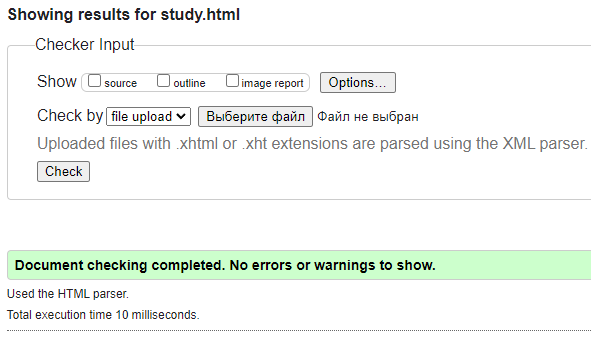 Showing results for study.html
Checker Input
Show source outline image report Options...
Check by file upload Выберите файл Файл не выбран
Uploaded files with .xhtml or .xht extensions are parsed using the XML parser.
Check
Document checking completed. No errors or warnings to show.
Used the HTML parser.
Total execution time 10 milliseconds.